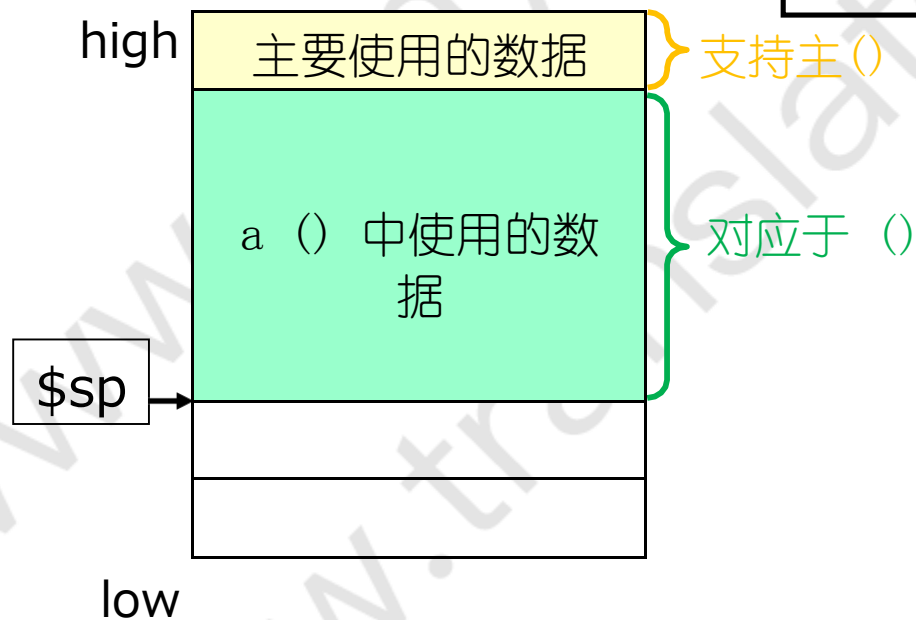 high
主要使用的数据
支持主()
a () 中使用的数
据
对应于 ()
$sp
low